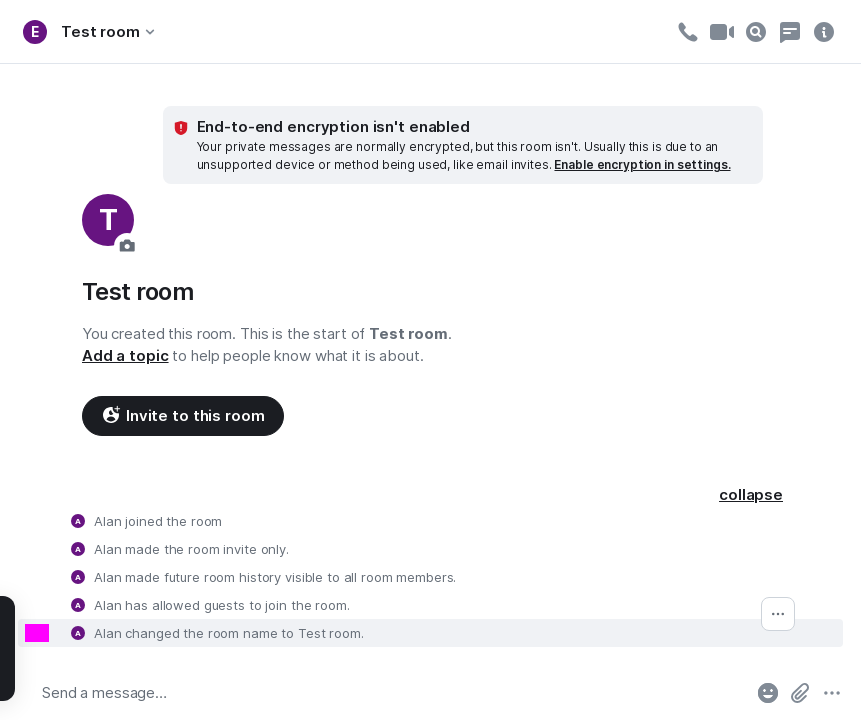 E Test room
End-to-end encryption isn't enabled
Your private messages are normally encrypted, but this room isn't. Usually this is due to an
unsupported device or method being used, like email invites. Enable encryption in settings.
T
Test room
You created this room. This is the start of Test room.
Add a topic to help people know what it is about.
Invite to this room
collapse
A Alan joined the room
A Alan made the room invite only.
A Alan made future room history visible to all room members.
A Alan has allowed guests to join the room.
A Alan changed the room name to Test room.
Send a message…